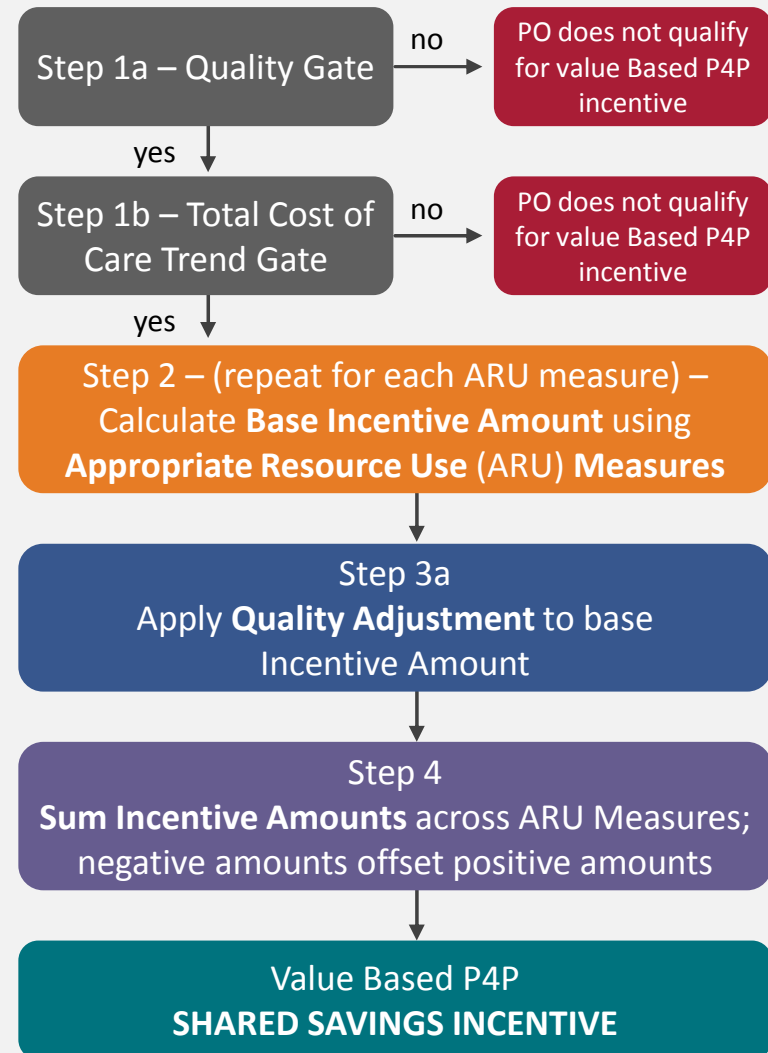 Step 1a – Quality Gate
no
PO does not qualify
for value Based P4P
incentive
yes
Step 1b – Total Cost of
Care Trend Gate
no
PO does not qualify
for value Based P4P
incentive
yes
Step 2 – (repeat for each ARU measure) –
Calculate Base Incentive Amount using
Appropriate Resource Use (ARU) Measures
Step 3a
Apply Quality Adjustment to base
Incentive Amount
Step 4
Sum Incentive Amounts across ARU Measures;
negative amounts offset positive amounts
Value Based P4P
SHARED SAVINGS INCENTIVE